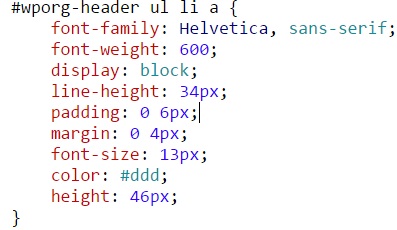 #wporg-header ul li a {
    font-family: Helvetica, sans-serif;
    font-weight: 600;
    display: block;
    line-height: 34px;
    padding: 0 6px;
    margin: 0 4px;
    font-size: 13px;
    color: #ddd;
    height: 46px;
}